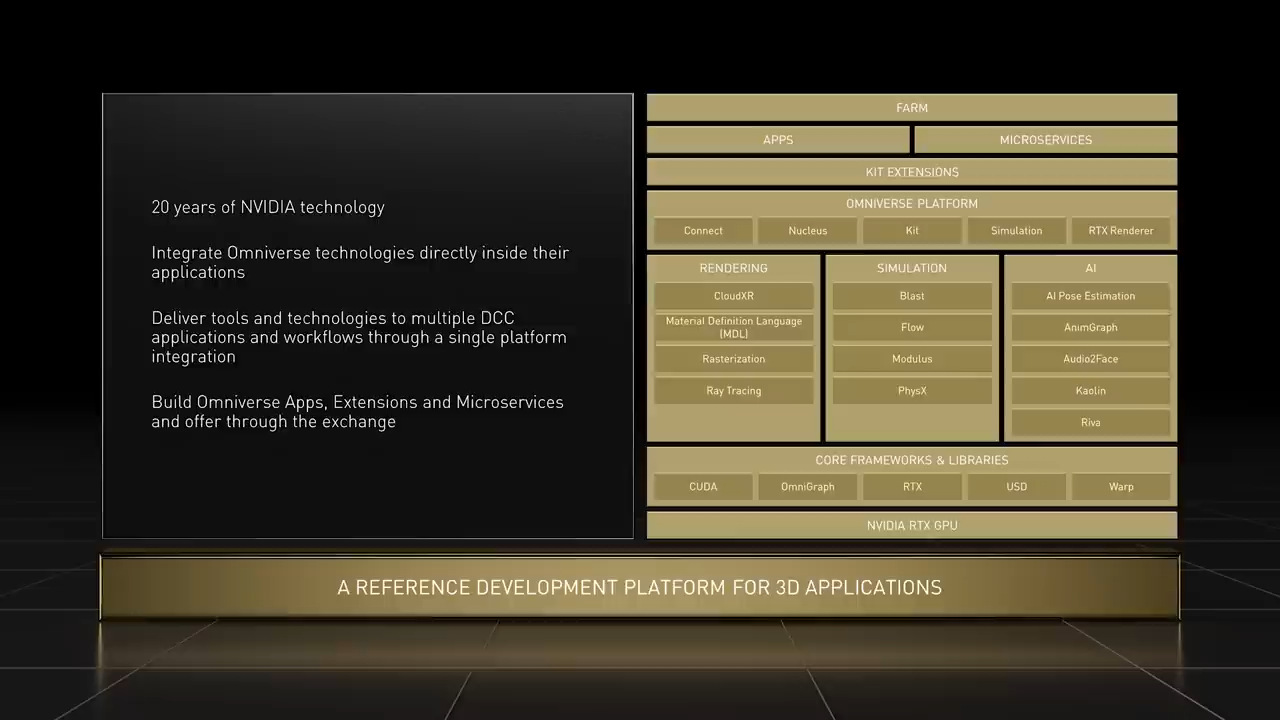 20 years of NVIDIA technology
Integrate Omniverse technologies directly inside their
applications
Deliver tools and technologies to multiple DCC
applications and workflows through a single platform
integration
Build Omniverse Apps, Extensions and Microservices
and offer through the exchange
FARM
APPS
MICROSERVICES
KIT EXTENSIONS
OMNIVERSE PLATFORM
Connect
Nucleus
Kit
Simulation
RTX Renderer
RENDERING
CloudXR
Material Definition Language
(MDL)
Rasterization
Ray Tracing
SIMULATION
Blast
Flow
Modulus
PhysX
AI
AI Pose Estimation
AnimGraph
Audio2Face
Kaolin
Riva
CORE FRAMEWORKS & LIBRARIES
CUDA
OmniGraph
RTX
USD
Warp
NVIDIA RTX GPU
A REFERENCE DEVELOPMENT PLATFORM FOR 3D APPLICATIONS